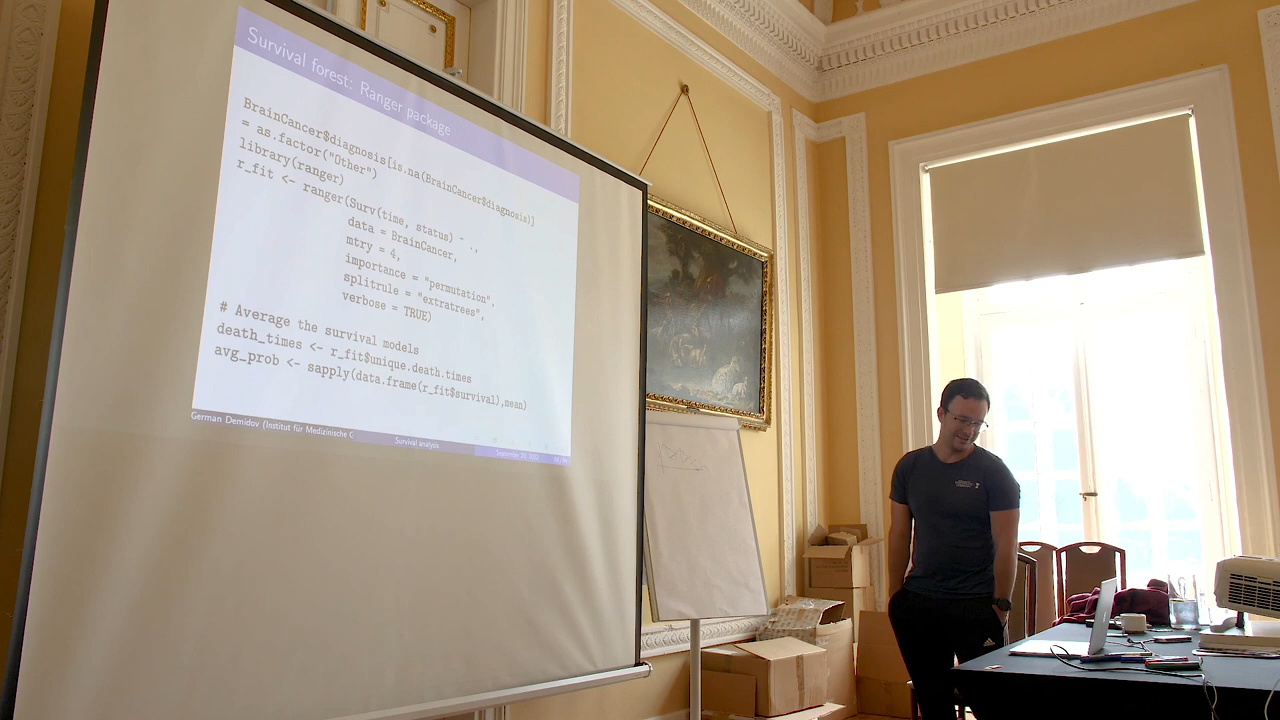 Survival forest: Ranger package
BrainCancer$diagnosis[is.na(BrainCancer$diagnosis)]
= as.factor("Other")
library(ranger)
r_fit <- ranger(Surv(time, status) ~ .,
data = BrainCancer,
mtry = 4,
importance = "permutation",
splitrule = "extratrees",
verbose = TRUE)
# Average the survival models
death_times <- r_fit$unique.death.times
avg_prob <- sapply(data.frame(r_fit$survival),mean)
German Demidov (Institut für Medizinische G
Survival analysis
September